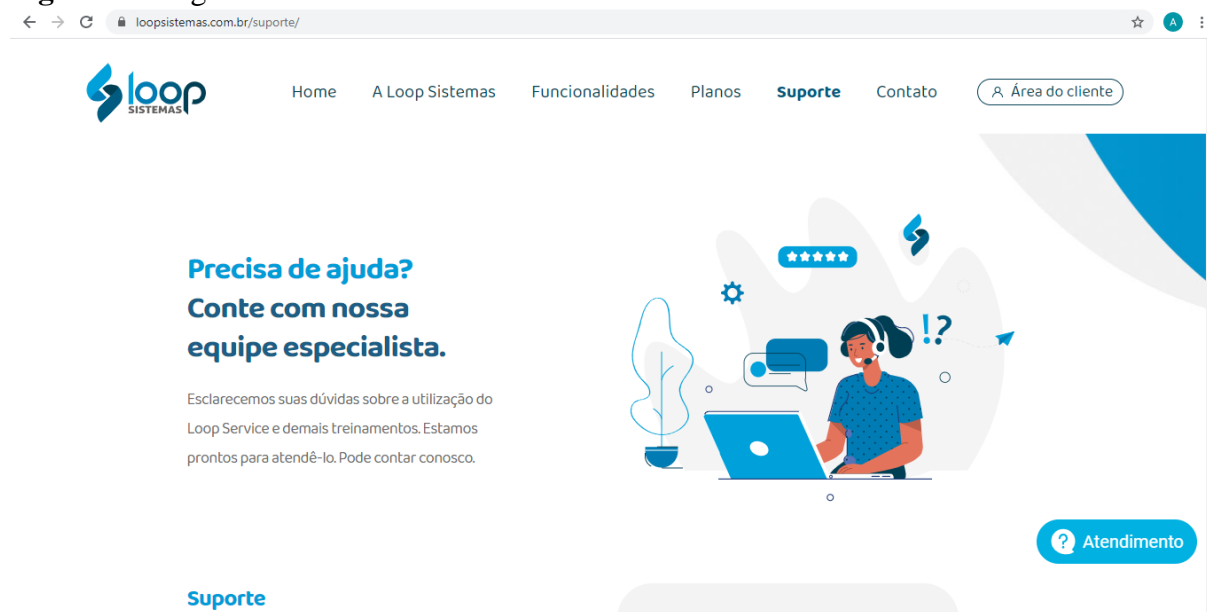 loopsistemas.com.br/suporte/
A
loop
SISTEMAS
Home A Loop Sistemas Funcionalidades Planos Suporte Contato Área do cliente
Precisa de ajuda?
Conte com nossa
equipe especialista.
Esclarecemos suas dúvidas sobre a utilização do
Loop Service e demais treinamentos. Estamos
prontos para atendê-lo. Pode contar conosco.
!?
? Atendimento
Suporte